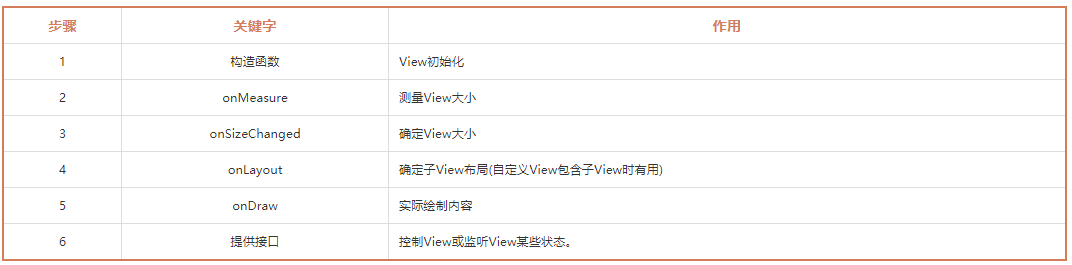 步骤 关键字 作用
1 构造函数 View初始化
2 onMeasure 测量View大小
3 onSizeChanged 确定View大小
4 onLayout 确定子View布局(自定义View包含子View时有用)
5 onDraw 实际绘制内容
6 提供接口 控制View或监听View某些状态。